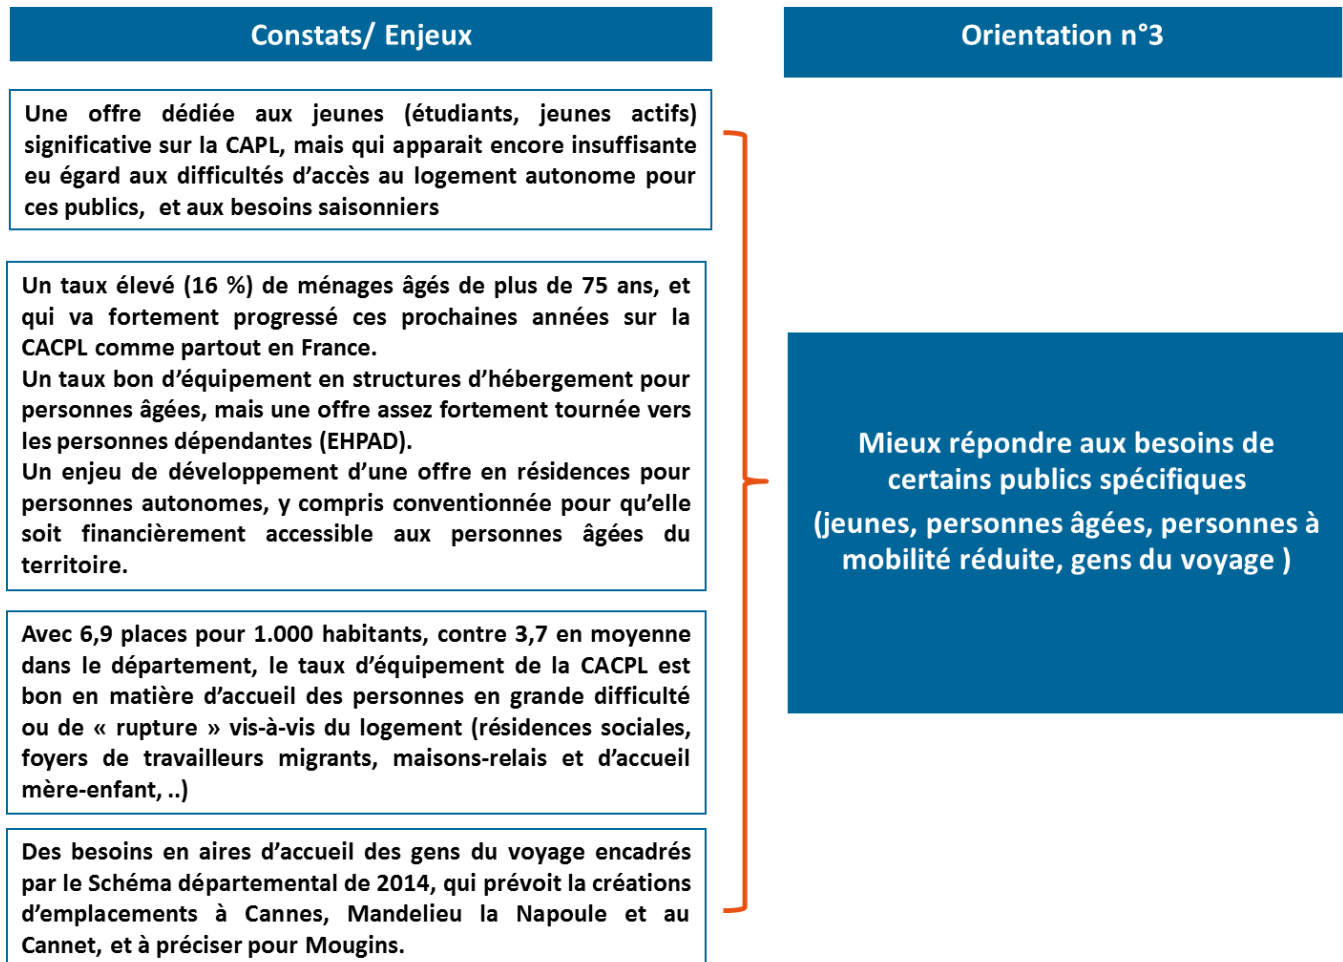 Constats/ Enjeux
Une offre dédiée aux jeunes (étudiants, jeunes actifs)
significative sur la CAPL, mais qui apparait encore insuffisante
eu égard aux difficultés d’accès au logement autonome pour
ces publics, et aux besoins saisonniers
Un taux élevé (16 %) de ménages âgés de plus de 75 ans, et
qui va fortement progressé ces prochaines années sur la
CACPL comme partout en France.
Un taux bon d’équipement en structures d’hébergement pour
personnes âgées, mais une offre assez fortement tournée vers
les personnes dépendantes (EHPAD).
Un enjeu de développement d’une offre en résidences pour
personnes autonomes, y compris conventionnée pour qu’elle
soit financièrement accessible aux personnes âgées du
territoire.
Avec 6,9 places pour 1.000 habitants, contre 3,7 en moyenne
dans le département, le taux d’équipement de la CACPL est
bon en matière d’accueil des personnes en grande difficulté
ou de « rupture » vis-à-vis du logement (résidences sociales,
foyers de travailleurs migrants, maisons-relais et d’accueil
mère-enfant, ..)
Des besoins en aires d’accueil des gens du voyage encadrés
par le Schéma départemental de 2014, qui prévoit la créations
d’emplacements à Cannes, Mandelieu la Napoule et au
Cannet, et à préciser pour Mougins.
Orientation n°3
Mieux répondre aux besoins de
certains publics spécifiques
(jeunes, personnes âgées, personnes à
mobilité réduite, gens du voyage )